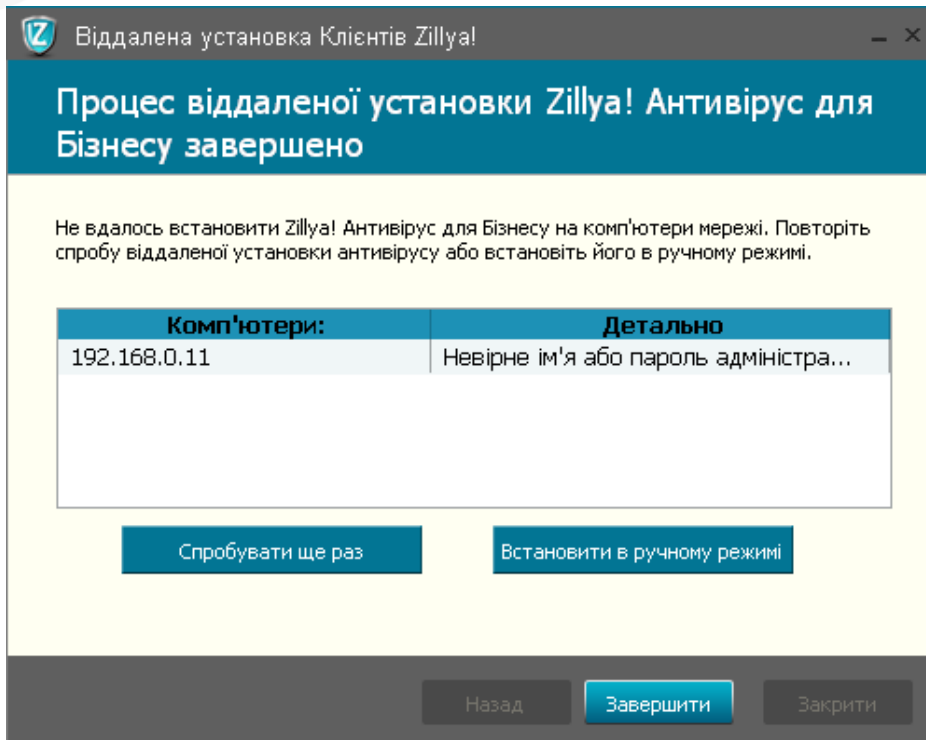 Віддалена установка Клієнтів Zillya!
Процес віддаленої установки Zillya! Антивірус для
Бізнесу завершено
Не вдалось встановити Zillya! Антивірус для Бізнесу на комп'ютери мережі. Повторіть
спробу віддаленої установки антивірусу або встановіть його в ручному режимі.
Комп'ютери: Детально
192.168.0.11 Невірне ім'я або пароль адміністра...
Спробувати ще раз Встановити в ручному режимі
Назад Завершити Закрити